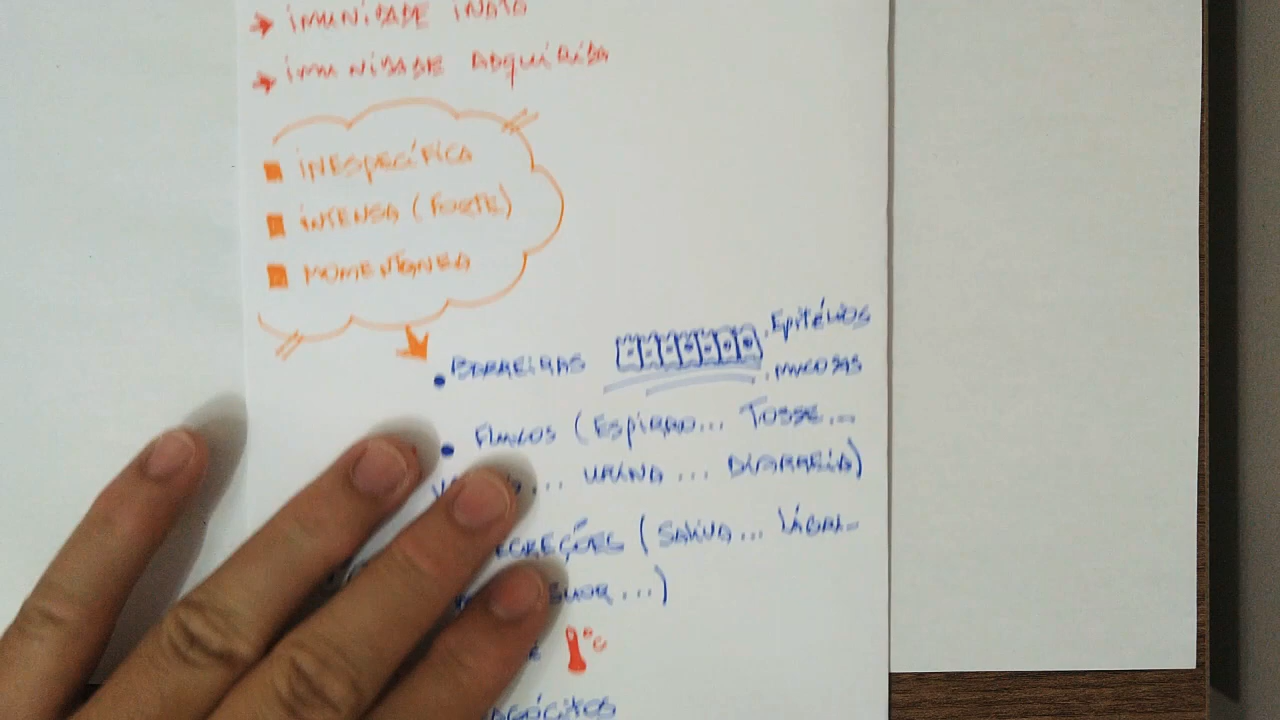 → IMUNIDADE INATA
→ IMUNIDADE ADQUIRIDA
■ INESPECÍFICA
■ INTENSA (FORTE)
■ MOMENTÂNEA
• BARREIRAS
. EPITÉLIOS
. MUCOSAS
• FLUXOS (ESPIRRO... TOSSE...
... URINA ... DIARREIA)
SECREÇÕES (SALIVA... LÁGRI-
SUOR...)
°C